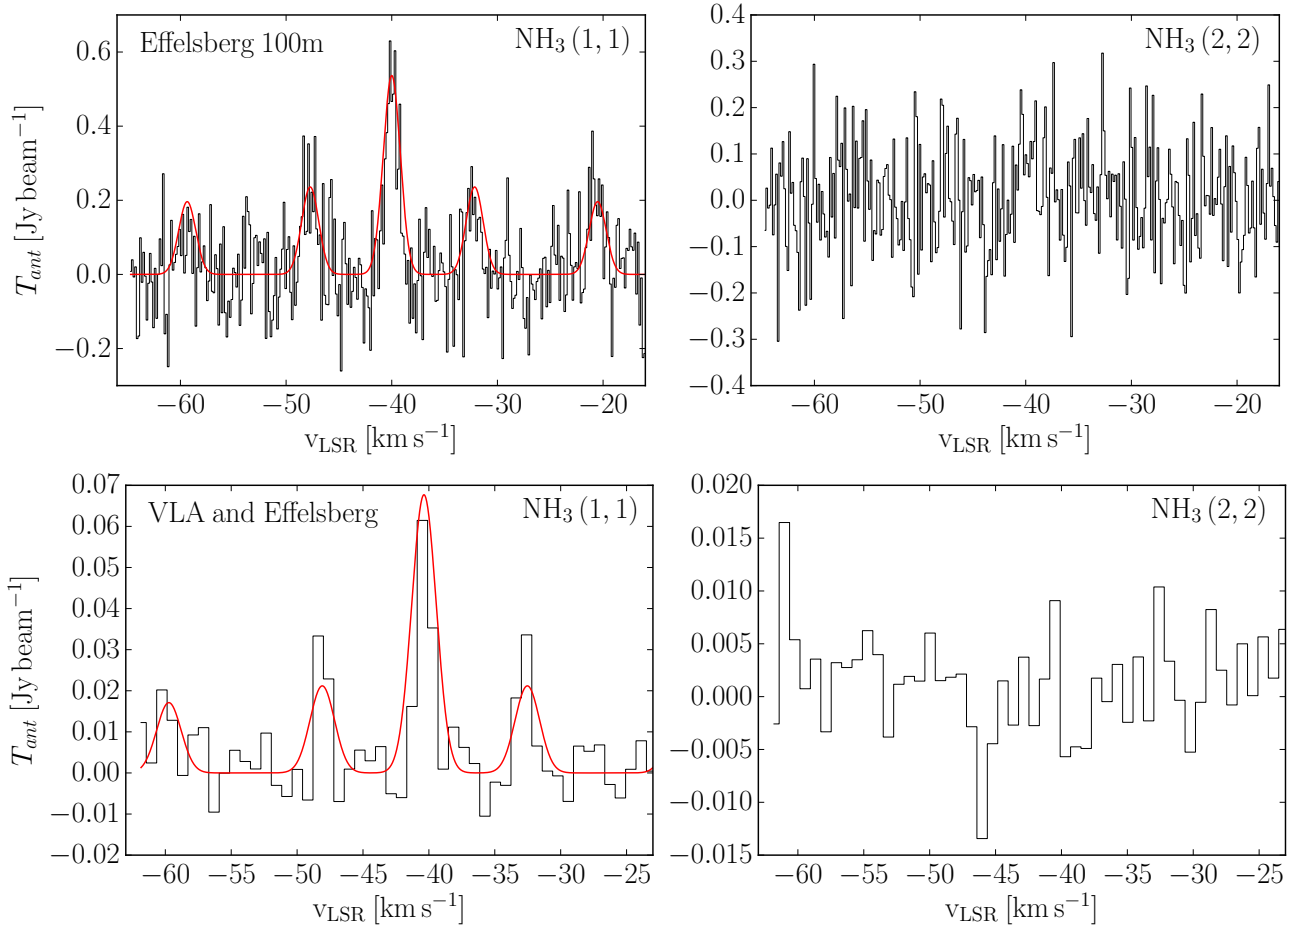 Effelsberg 100m
NH₃ (1, 1)
0.6
0.4
0.2
0.0
−0.2
T_ant [Jy beam⁻¹]
−60 −50 −40 −30 −20
v_LSR [km s⁻¹]
NH₃ (2, 2)
0.4
0.3
0.2
0.1
0.0
−0.1
−0.2
−0.3
−0.4
−60 −50 −40 −30 −20
v_LSR [km s⁻¹]
VLA and Effelsberg
NH₃ (1, 1)
0.07
0.06
0.05
0.04
0.03
0.02
0.01
0.00
−0.01
−0.02
T_ant [Jy beam⁻¹]
−60 −55 −50 −45 −40 −35 −30 −25
v_LSR [km s⁻¹]
NH₃ (2, 2)
0.020
0.015
0.010
0.005
0.000
−0.005
−0.010
−0.015
−60 −55 −50 −45 −40 −35 −30 −25
v_LSR [km s⁻¹]